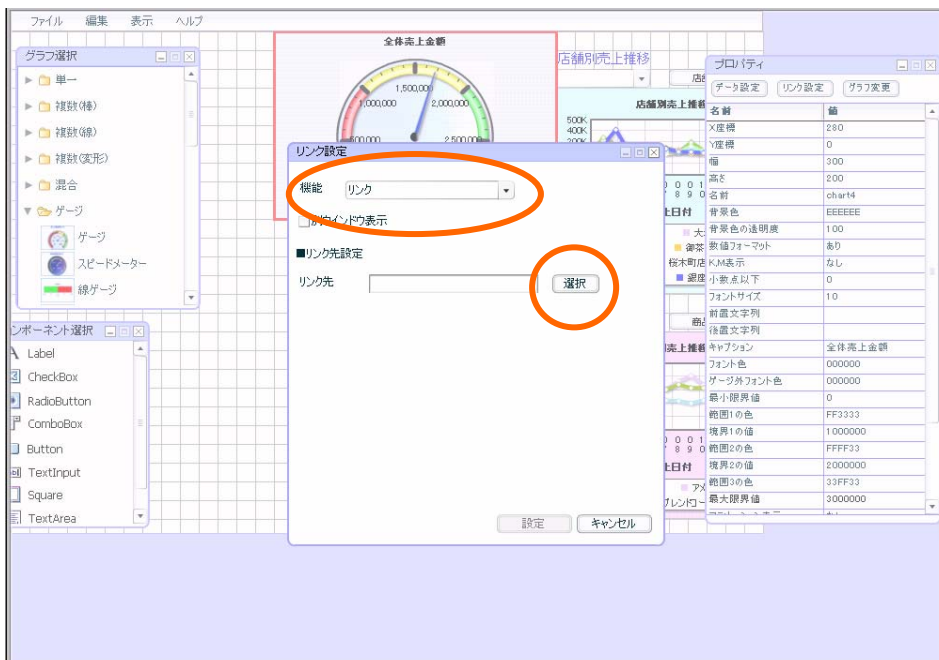 ファイル 編集 表示 ヘルプ
グラフ選択
単一
複数(棒)
複数(線)
複数(変形)
混合
ゲージ
ゲージ
スピードメーター
線ゲージ
ンポーネント選択
Label
CheckBox
RadioButton
ComboBox
Button
TextInput
Square
TextArea
全体売上金額
1,500,000
1,000,000
2,000,000
500,000
2,500,000
店舗別売上推移
店舗別売上推移
500K
400K
リンク設定
機能 リンク
別ウインドウ表示
■リンク先設定
リンク先 選択
設定 キャンセル
プロパティ
データ設定 リンク設定 グラフ変更
名前 値
X座標 280
Y座標 0
幅 300
高さ 200
名前 chart4
背景色 EEEEEE
背景色の透明度 100
数値フォーマット あり
K,M表示 なし
小数点以下 0
フォントサイズ 10
前置文字列
後置文字列
キャプション 全体売上金額
フォント色 000000
ゲージ外フォント色 000000
最小限界値 0
範囲1の色 FF3333
境界1の値 1000000
範囲2の色 FFFF33
境界2の値 2000000
範囲3の色 33FF33
最大限界値 3000000